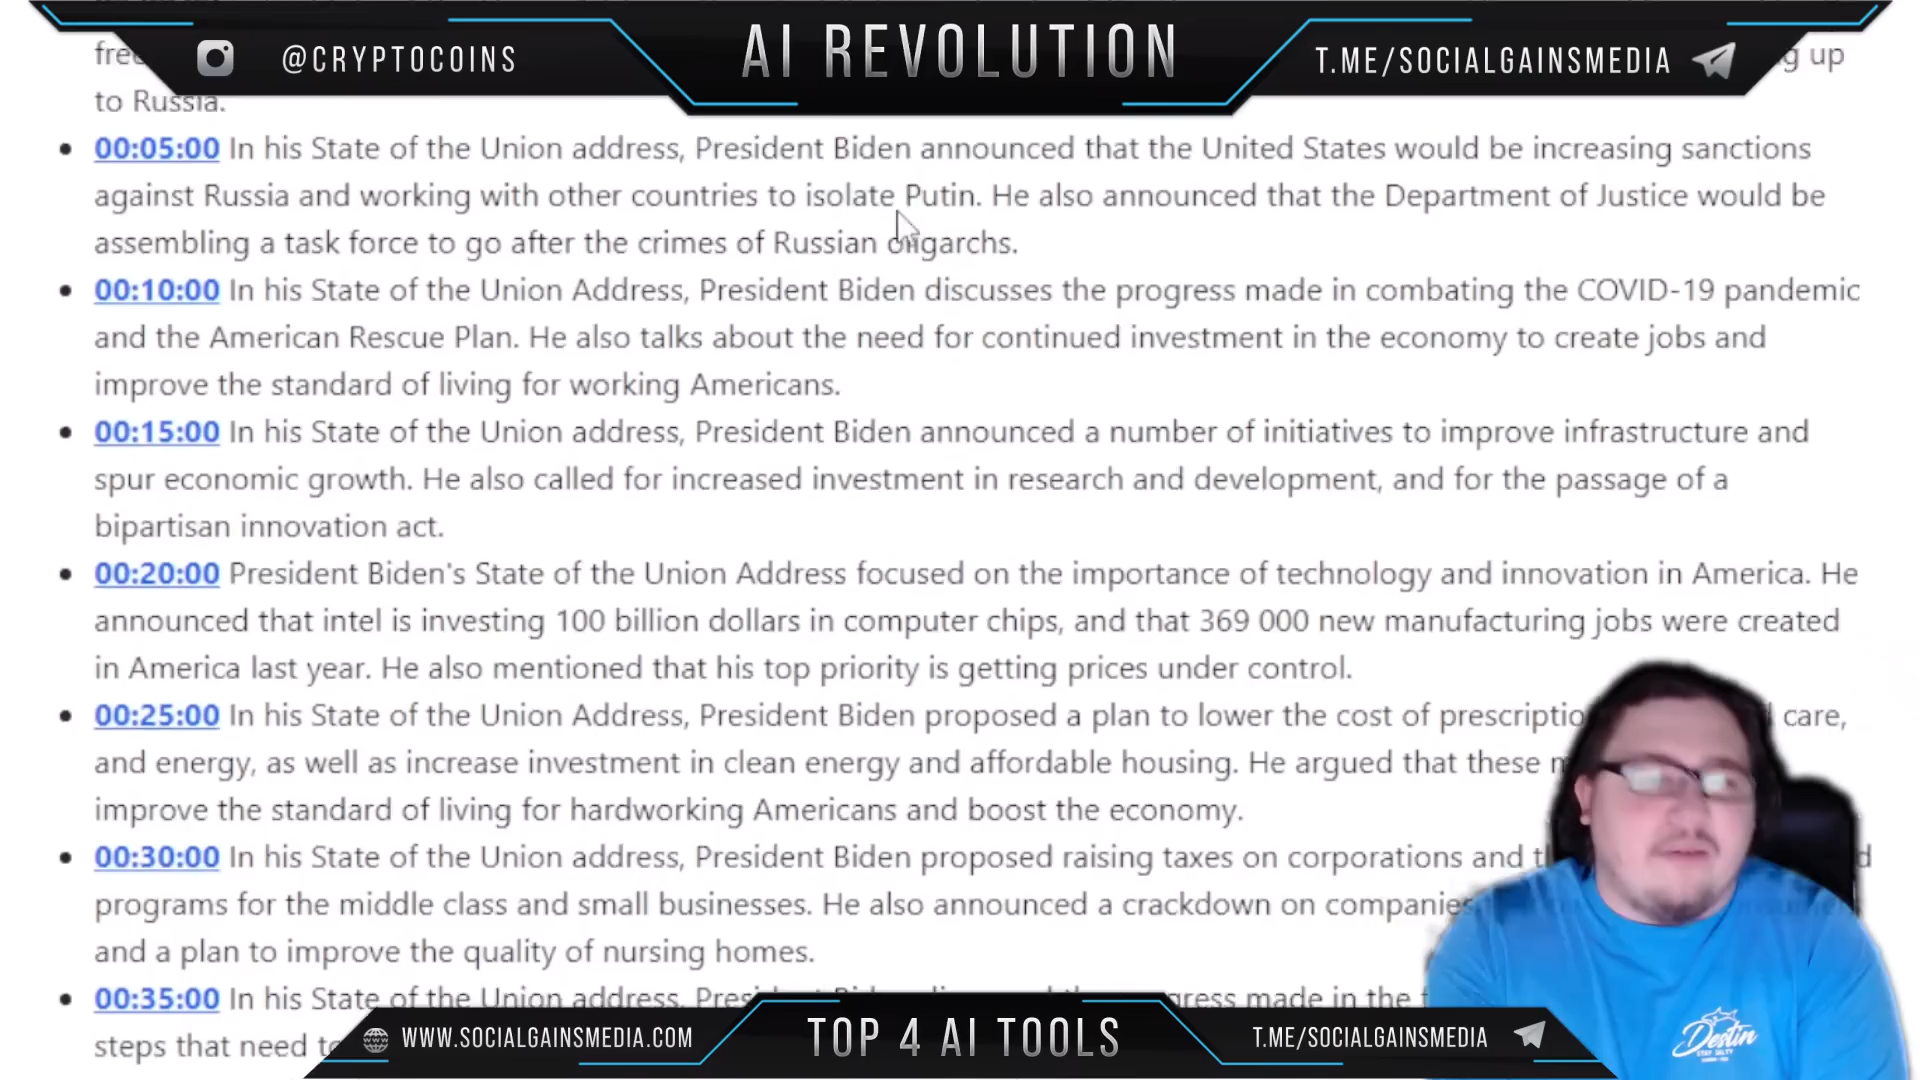 @CRYPTOCOINS
AI REVOLUTION
T.ME/SOCIALGAINSMEDIA
free
g up
to Russia.
00:05:00 In his State of the Union address, President Biden announced that the United States would be increasing sanctions
against Russia and working with other countries to isolate Putin. He also announced that the Department of Justice would be
assembling a task force to go after the crimes of Russian oligarchs.
00:10:00 In his State of the Union Address, President Biden discusses the progress made in combating the COVID-19 pandemic
and the American Rescue Plan. He also talks about the need for continued investment in the economy to create jobs and
improve the standard of living for working Americans.
00:15:00 In his State of the Union address, President Biden announced a number of initiatives to improve infrastructure and
spur economic growth. He also called for increased investment in research and development, and for the passage of a
bipartisan innovation act.
00:20:00 President Biden's State of the Union Address focused on the importance of technology and innovation in America. He
announced that intel is investing 100 billion dollars in computer chips, and that 369 000 new manufacturing jobs were created
in America last year. He also mentioned that his top priority is getting prices under control.
00:25:00 In his State of the Union Address, President Biden proposed a plan to lower the cost of care,
and energy, as well as increase investment in clean energy and affordable housing. He argued that these
improve the standard of living for hardworking Americans and boost the economy.
00:30:00 In his State of the Union address, President Biden proposed raising taxes on corporations and
programs for the middle class and small businesses. He also announced a crackdown on companies
and a plan to improve the quality of nursing homes.
00:35:00 In his State of the Union address, made in the
steps that need
WWW.SOCIALGAINSMEDIA.COM
TOP 4 AI TOOLS
T.ME/SOCIALGAINSMEDIA
Destin
STAY SALTY